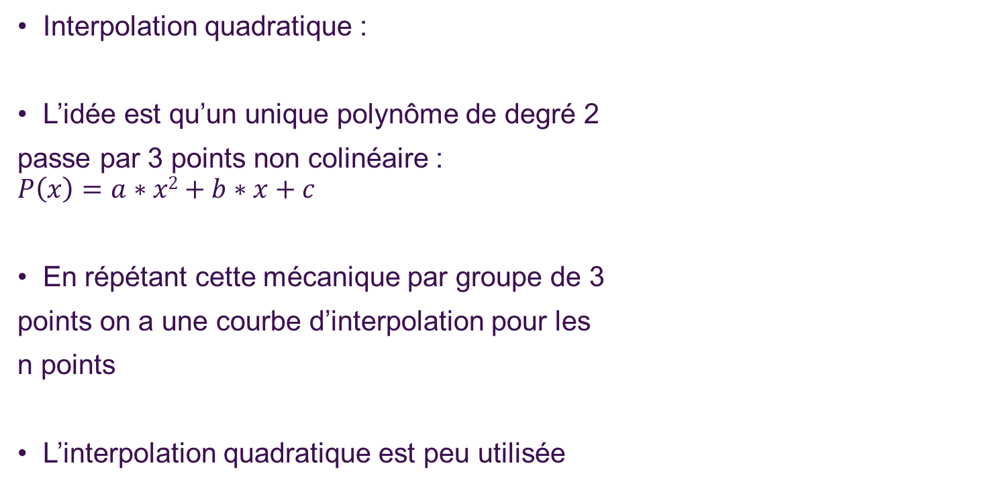 • Interpolation quadratique :
• L’idée est qu’un unique polynôme de degré 2
passe par 3 points non colinéaire :
P(x) = a ∗ x² + b ∗ x + c
• En répétant cette mécanique par groupe de 3
points on a une courbe d’interpolation pour les
n points
• L’interpolation quadratique est peu utilisée